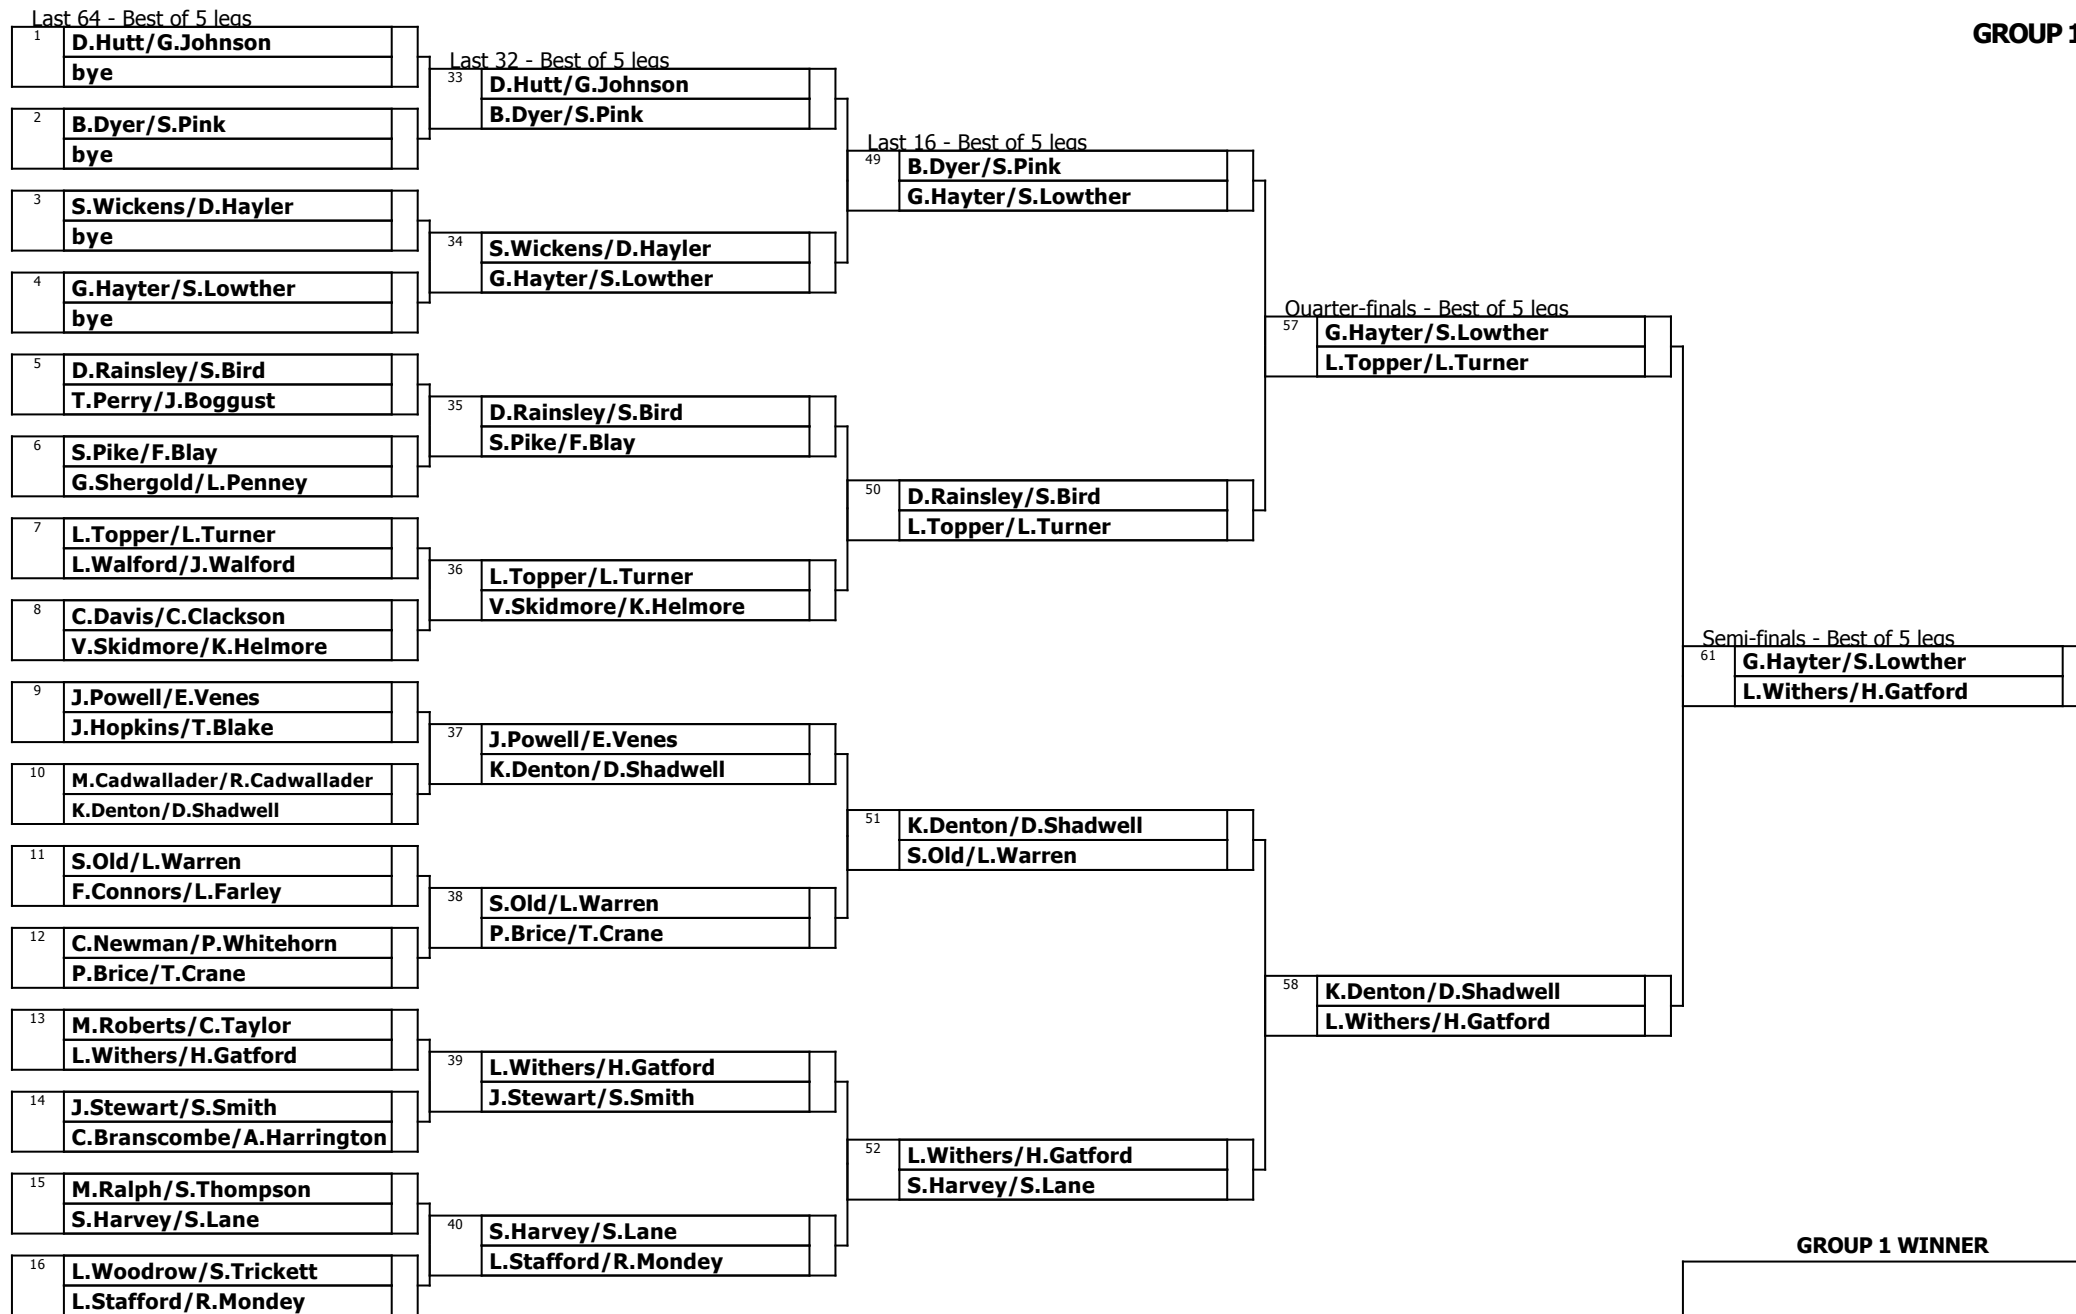 Last 64 - Best of 5 legs
GROUP 1
1
D.Hutt/G.Johnson
bye
2
B.Dyer/S.Pink
bye
3
S.Wickens/D.Hayler
bye
4
G.Hayter/S.Lowther
bye
5
D.Rainsley/S.Bird
T.Perry/J.Boggust
6
S.Pike/F.Blay
G.Shergold/L.Penney
7
L.Topper/L.Turner
L.Walford/J.Walford
8
C.Davis/C.Clackson
V.Skidmore/K.Helmore
9
J.Powell/E.Venes
J.Hopkins/T.Blake
10
M.Cadwallader/R.Cadwallader
K.Denton/D.Shadwell
11
S.Old/L.Warren
F.Connors/L.Farley
12
C.Newman/P.Whitehorn
P.Brice/T.Crane
13
M.Roberts/C.Taylor
L.Withers/H.Gatford
14
J.Stewart/S.Smith
C.Branscombe/A.Harrington
15
M.Ralph/S.Thompson
S.Harvey/S.Lane
16
L.Woodrow/S.Trickett
L.Stafford/R.Mondey
Last 32 - Best of 5 legs
33
D.Hutt/G.Johnson
B.Dyer/S.Pink
34
S.Wickens/D.Hayler
G.Hayter/S.Lowther
35
D.Rainsley/S.Bird
S.Pike/F.Blay
36
L.Topper/L.Turner
V.Skidmore/K.Helmore
37
J.Powell/E.Venes
K.Denton/D.Shadwell
38
S.Old/L.Warren
P.Brice/T.Crane
39
L.Withers/H.Gatford
J.Stewart/S.Smith
40
S.Harvey/S.Lane
L.Stafford/R.Mondey
Last 16 - Best of 5 legs
49
B.Dyer/S.Pink
G.Hayter/S.Lowther
50
D.Rainsley/S.Bird
L.Topper/L.Turner
51
K.Denton/D.Shadwell
S.Old/L.Warren
52
L.Withers/H.Gatford
S.Harvey/S.Lane
Quarter-finals - Best of 5 legs
57
G.Hayter/S.Lowther
L.Topper/L.Turner
58
K.Denton/D.Shadwell
L.Withers/H.Gatford
Semi-finals - Best of 5 legs
61
G.Hayter/S.Lowther
L.Withers/H.Gatford
GROUP 1 WINNER